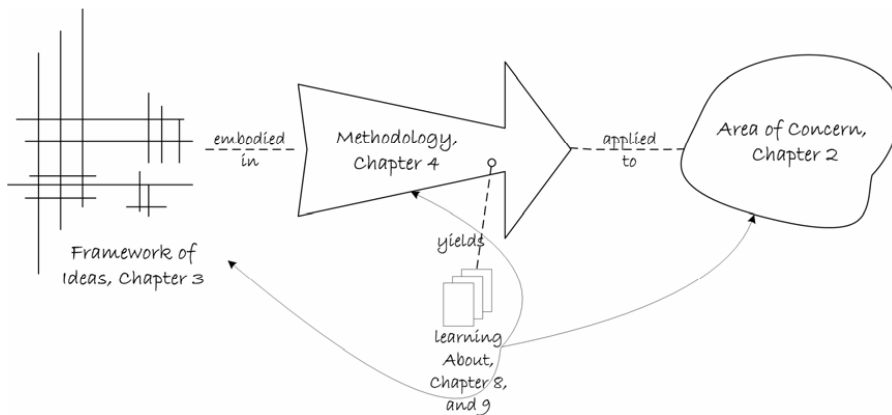 embodied
in
Methodology,
Chapter 4
applied
to
Area of Concern,
Chapter 2
Framework of
Ideas, Chapter 3
yields
learning
About,
Chapter 8,
and 9